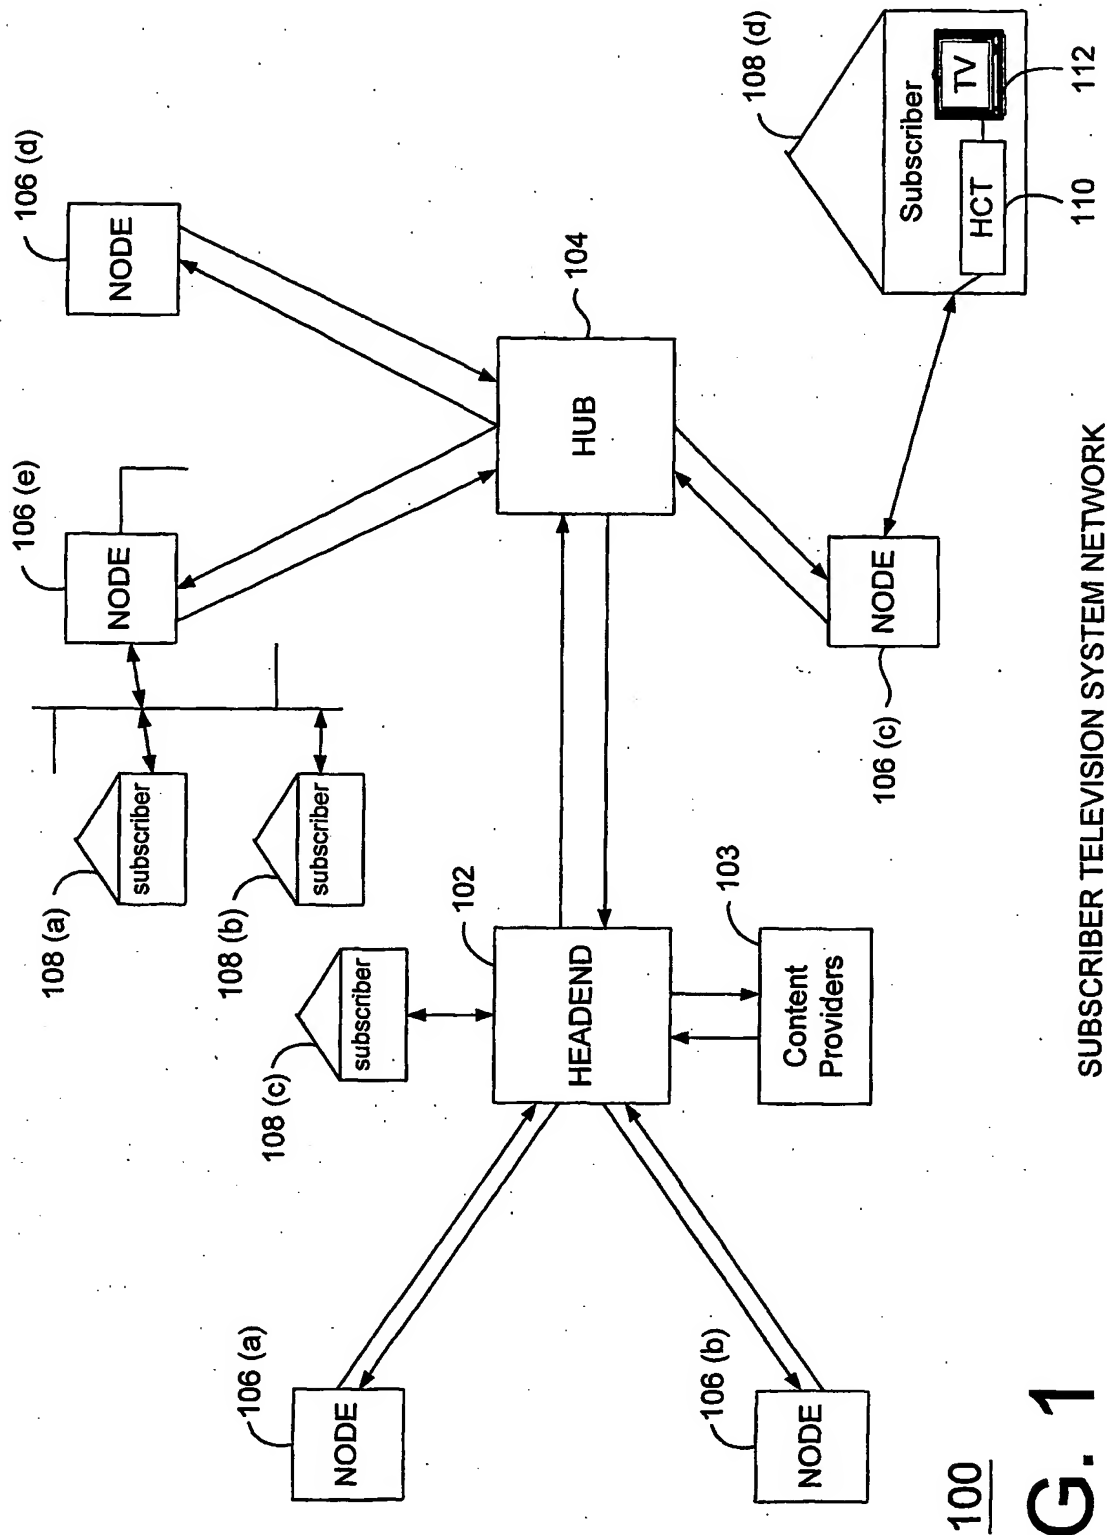 106 (d)
NODE
106 (e)
NODE
108 (a)
subscriber
108 (b)
subscriber
108 (c)
subscriber
104
HUB
102
HEADEND
103
Content
Providers
106 (a)
NODE
106 (b)
NODE
106 (c)
NODE
108 (d)
Subscriber
HCT
TV
110
112
SUBSCRIBER TELEVISION SYSTEM NETWORK
100
G. 1